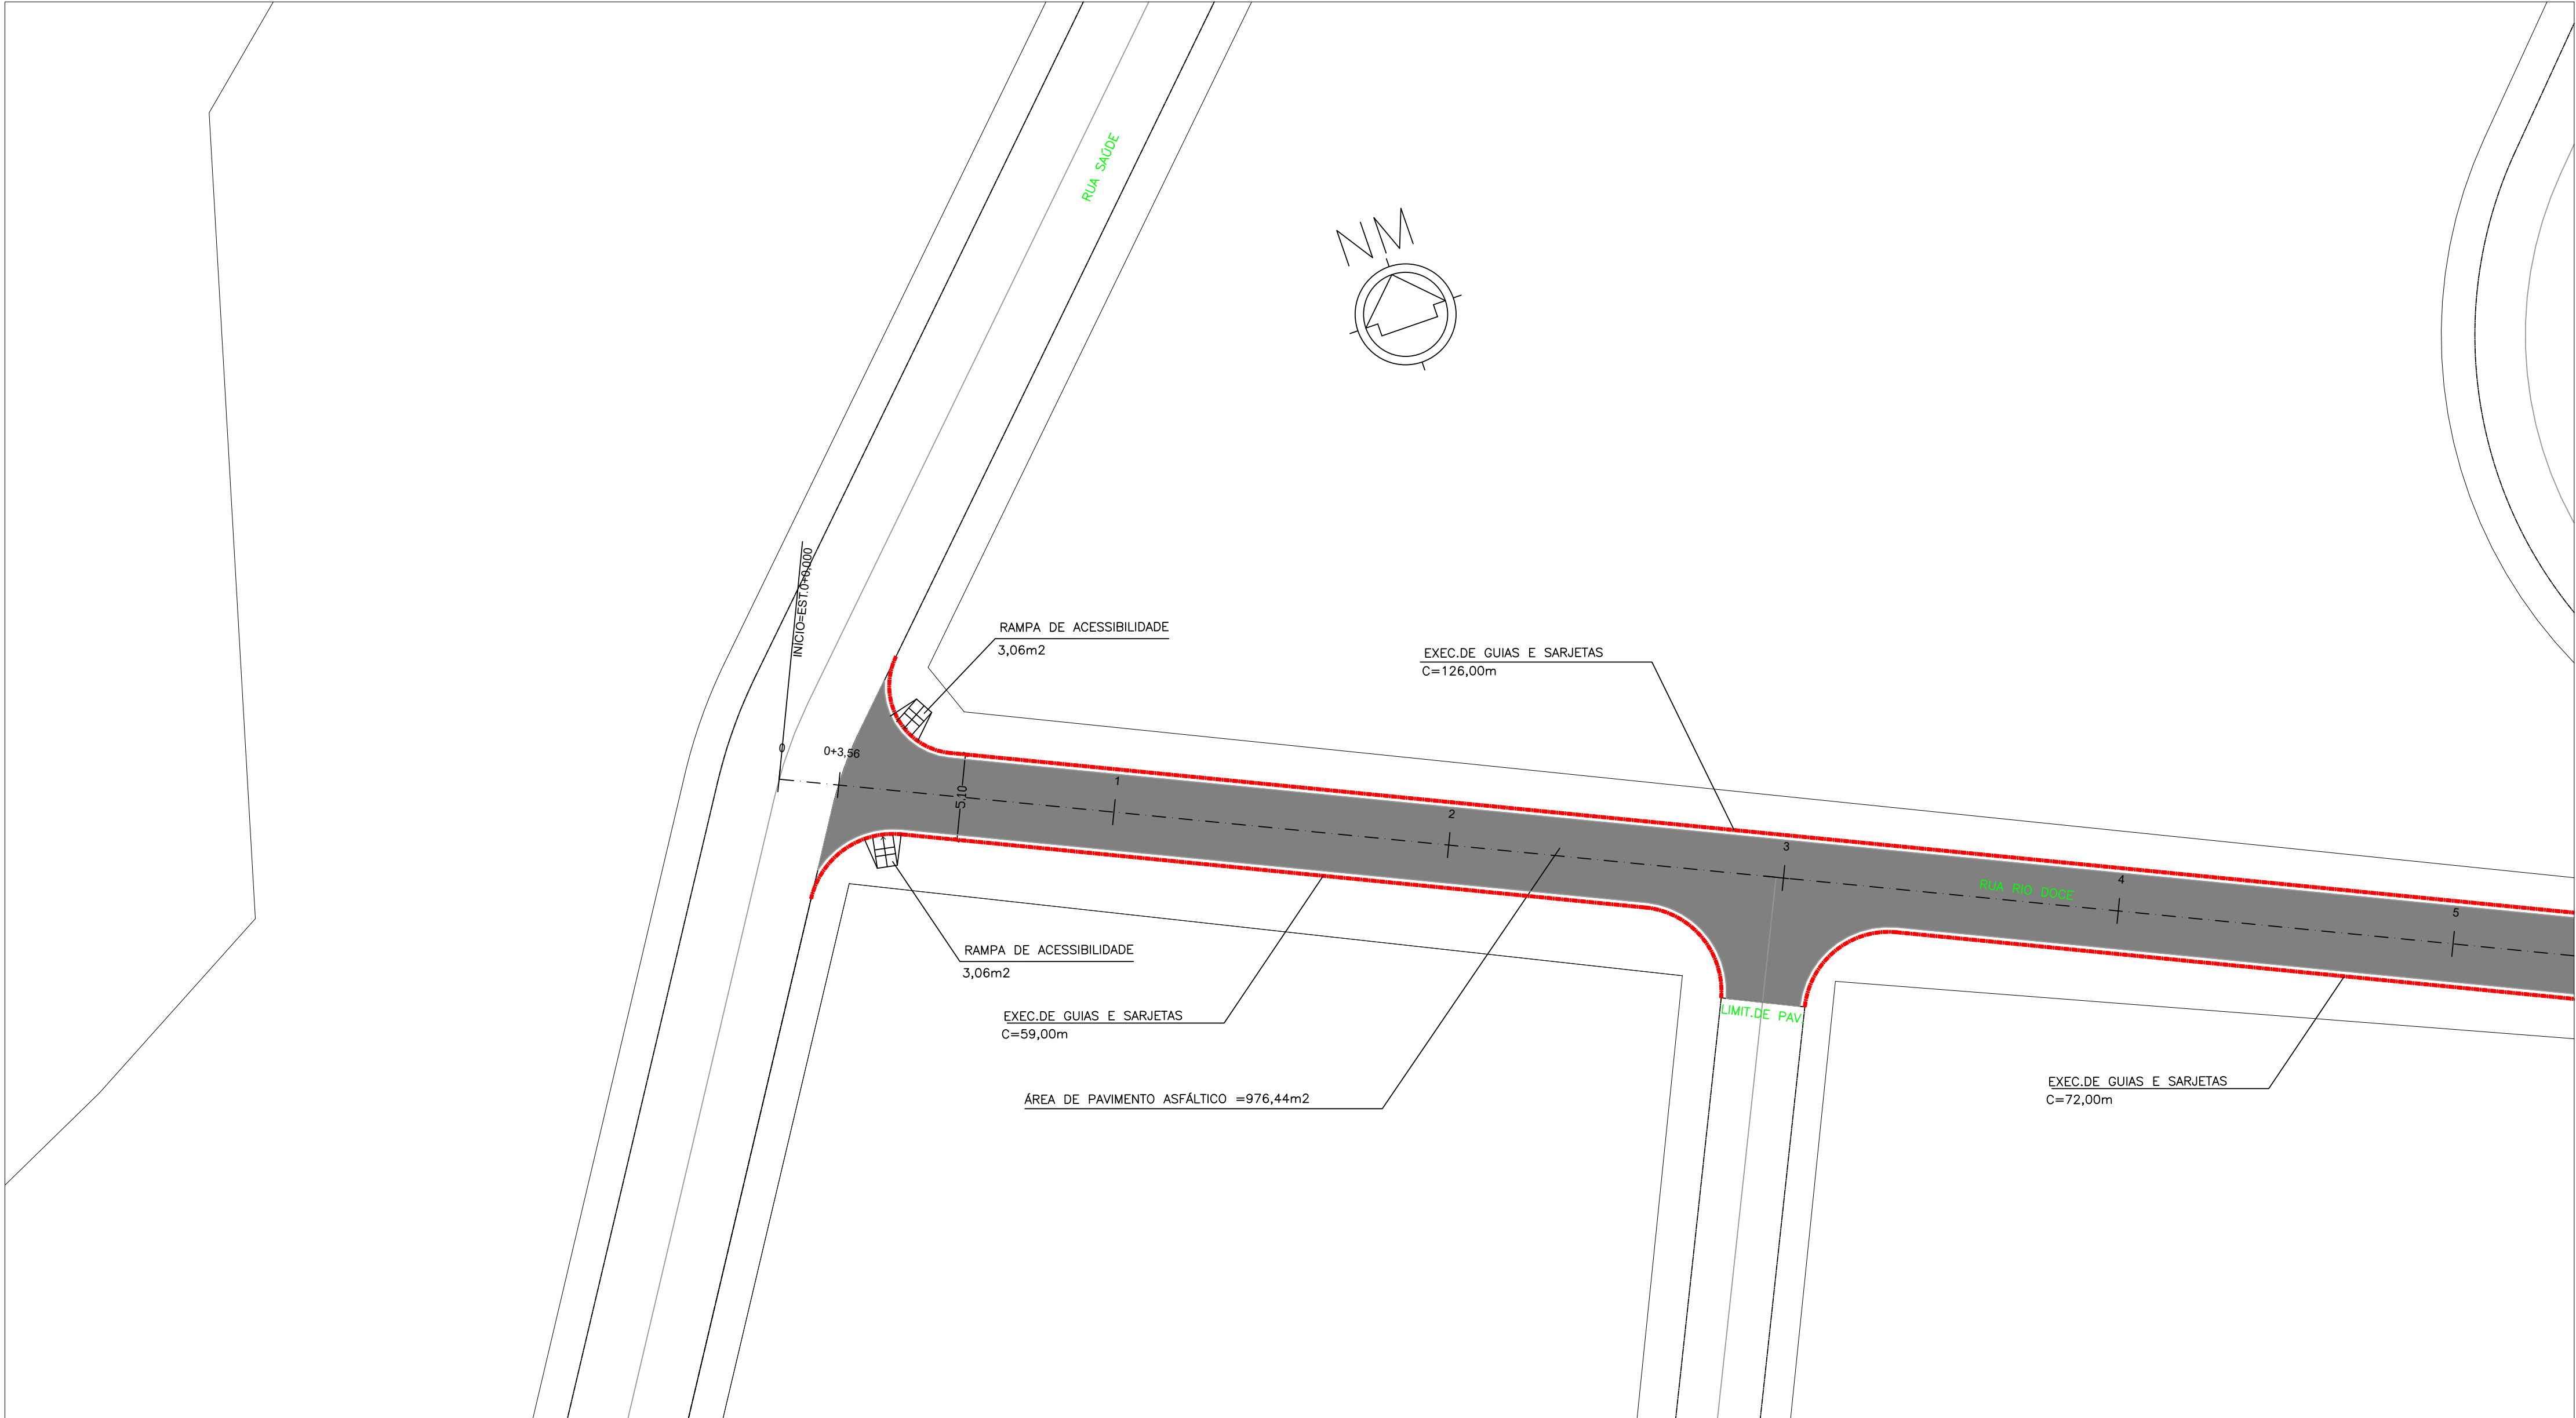 RUA SAÚDE
NM
INÍCIO=EST.0+0,000
RAMPA DE ACESSIBILIDADE
3,06m2
EXEC.DE GUIAS E SARJETAS
C=126,00m
0
0+3,56
1
5,10
2
3
4
5
RUA RIO DOCE
RAMPA DE ACESSIBILIDADE
3,06m2
EXEC.DE GUIAS E SARJETAS
C=59,00m
LIMIT.DE PAV.
ÁREA DE PAVIMENTO ASFÁLTICO =976,44m2
EXEC.DE GUIAS E SARJETAS
C=72,00m